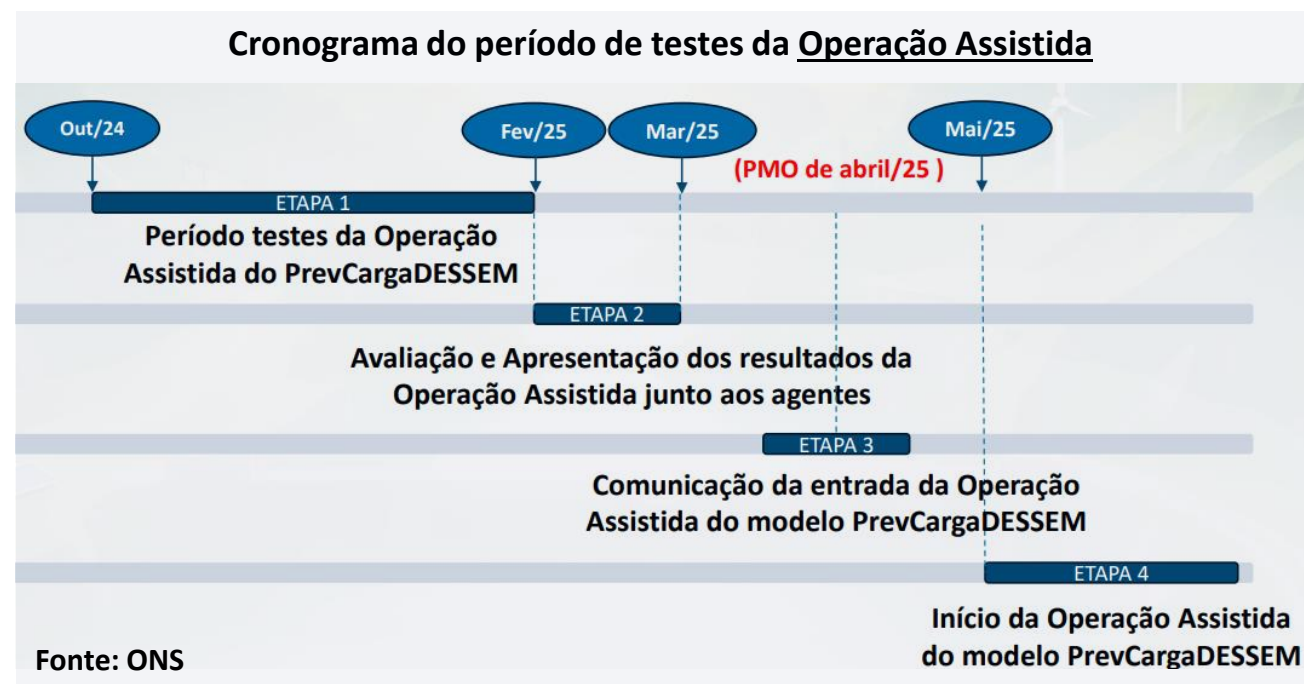 Cronograma do período de testes da Operação Assistida
Out/24
Fev/25
Mar/25
Mai/25
(PMO de abril/25 )
ETAPA 1
Período testes da Operação
Assistida do PrevCargaDESSEM
ETAPA 2
Avaliação e Apresentação dos resultados da
Operação Assistida junto aos agentes
ETAPA 3
Comunicação da entrada da Operação
Assistida do modelo PrevCargaDESSEM
ETAPA 4
Início da Operação Assistida
do modelo PrevCargaDESSEM
Fonte: ONS